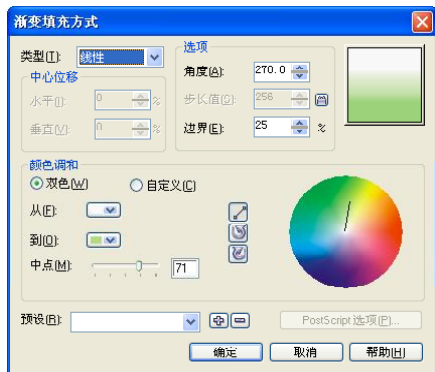 渐变填充方式
类型(T): 线性
选项
角度(A): 270.0
中心位移
水平(I): 0 %
步长值(S): 256
垂直(V): 0 %
边界(E): 25 %
颜色调和
双色(W) 自定义(C)
从(F):
到(O):
中点(M): 71
预设(R):
PostScript 选项(P)...
确定 取消 帮助(H)